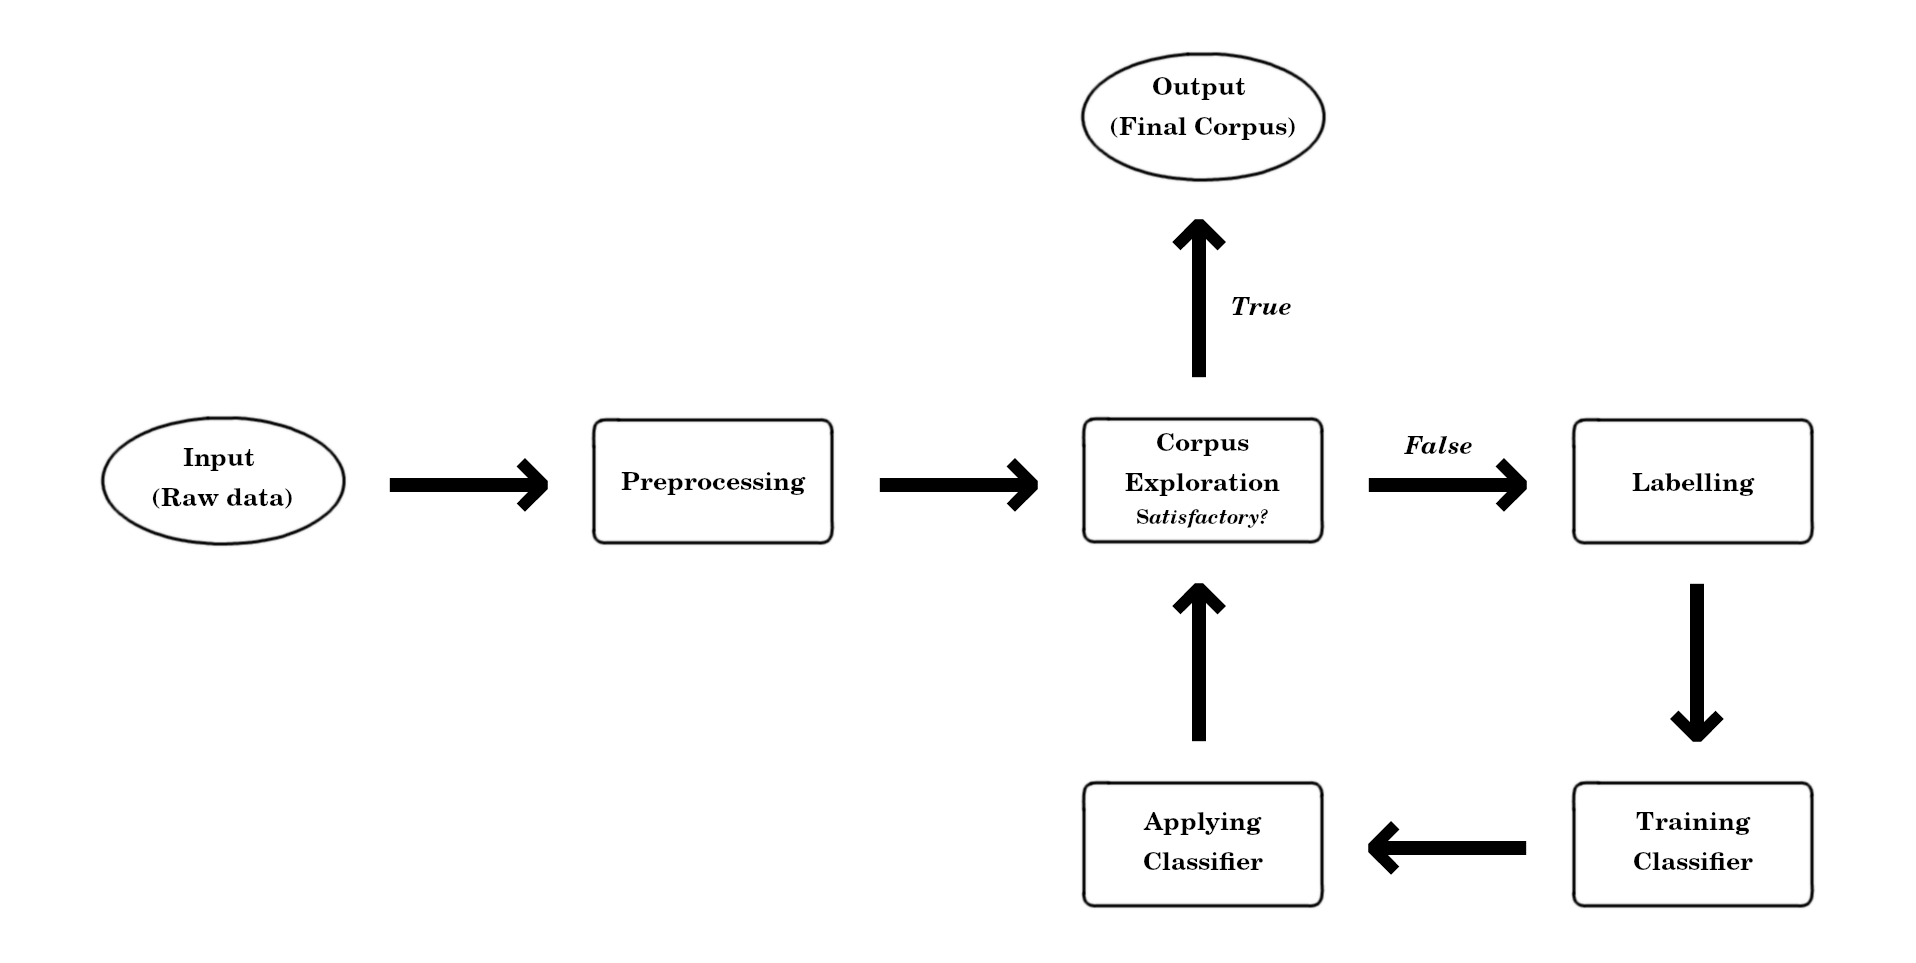 Output
(Final Corpus)
True
Input
(Raw data)
Preprocessing
Corpus
Exploration
Satisfactory?
False
Labelling
Applying
Classifier
Training
Classifier